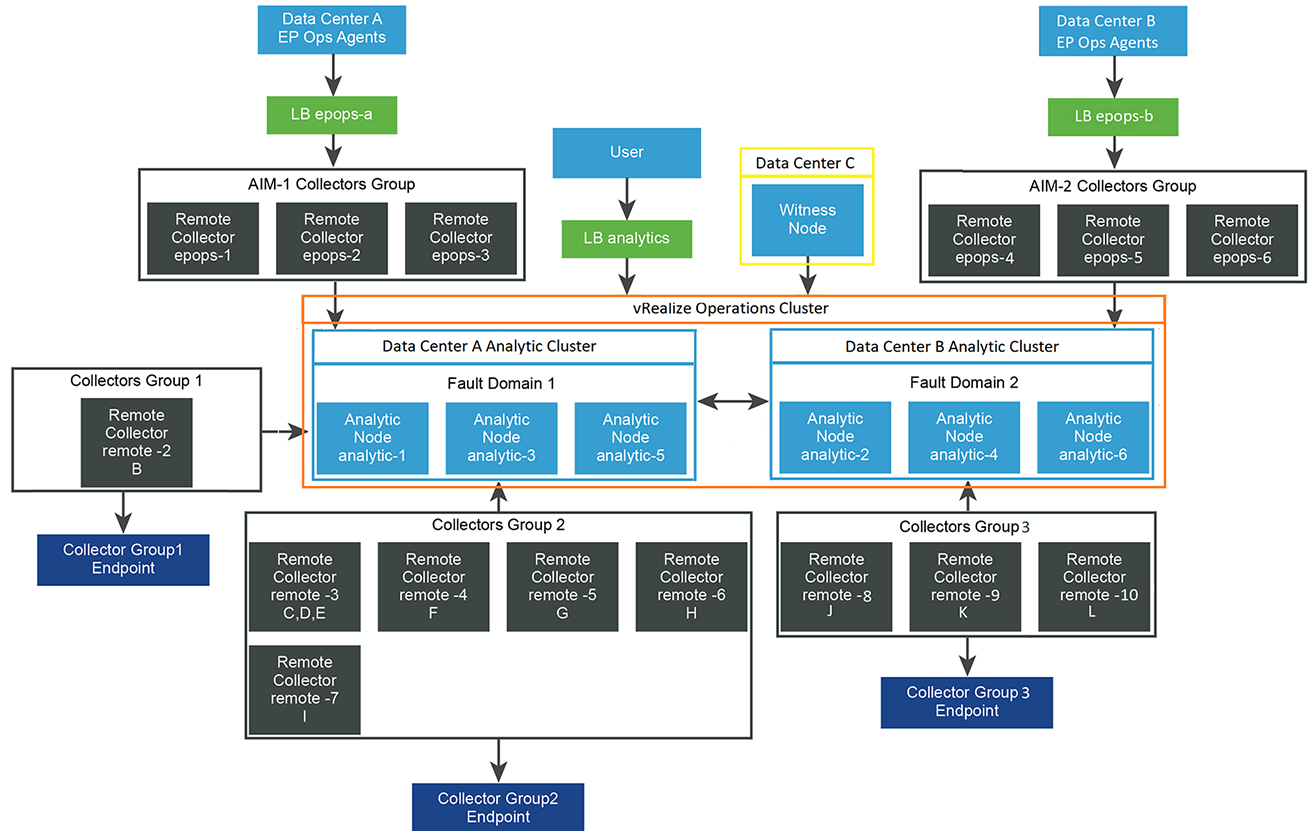 Data Center A
EP Ops Agents
Data Center B
EP Ops Agents
LB epops-a
LB epops-b
User
Data Center C
Witness
Node
LB analytics
AIM-1 Collectors Group
Remote
Collector
epops-1
Remote
Collector
epops-2
Remote
Collector
epops-3
AIM-2 Collectors Group
Remote
Collector
epops-4
Remote
Collector
epops-5
Remote
Collector
epops-6
vRealize Operations Cluster
Data Center A Analytic Cluster
Fault Domain 1
Analytic
Node
analytic-1
Analytic
Node
analytic-3
Analytic
Node
analytic-5
Data Center B Analytic Cluster
Fault Domain 2
Analytic
Node
analytic-2
Analytic
Node
analytic-4
Analytic
Node
analytic-6
Collectors Group 1
Remote
Collector
remote -2
B
Collector Group1
Endpoint
Collectors Group 2
Remote
Collector
remote -3
C,D,E
Remote
Collector
remote -4
F
Remote
Collector
remote -5
G
Remote
Collector
remote -6
H
Remote
Collector
remote -7
I
Collector Group2
Endpoint
Collectors Group 3
Remote
Collector
remote -8
J
Remote
Collector
remote -9
K
Remote
Collector
remote -10
L
Collector Group 3
Endpoint